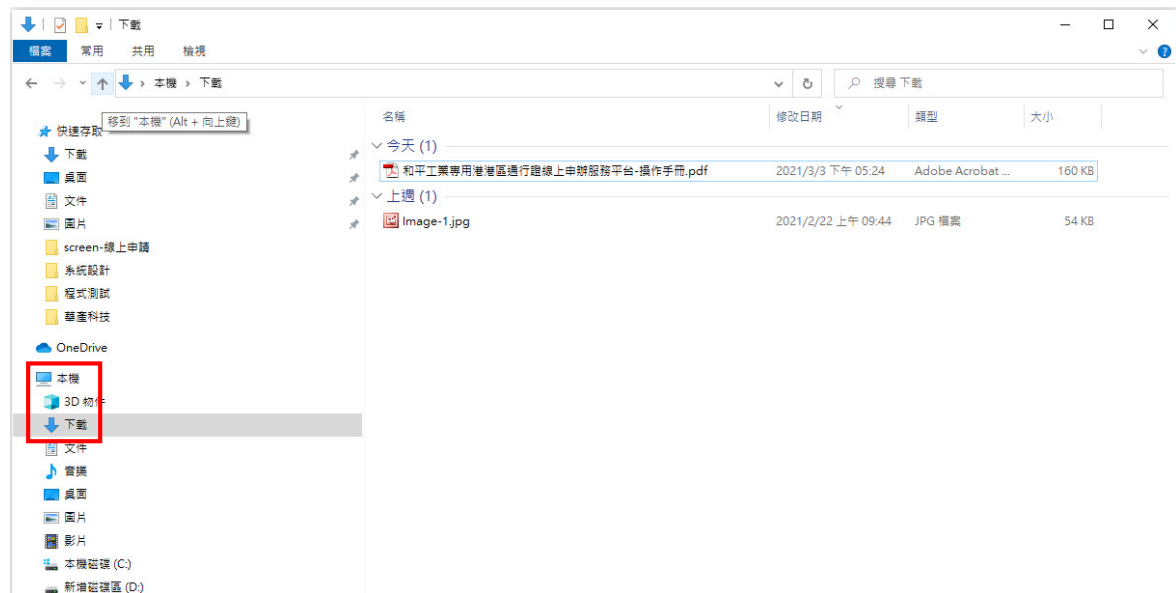 下載
檔案 常用 共用 檢視
本機 › 下載
搜尋 下載
移到 "本機" (Alt + 向上鍵)
名稱 修改日期 類型 大小
快速存取
下載
桌面
文件
圖片
screen-線上申請
系統設計
程式測試
華產科技
OneDrive
本機
3D 物件
下載
文件
音樂
桌面
圖片
影片
本機磁碟 (C:)
新增磁碟區 (D:)
今天 (1)
和平工業專用港港區通行證線上申辦服務平台-操作手冊.pdf 2021/3/3 下午 05:24 Adobe Acrobat ... 160 KB
上週 (1)
Image-1.jpg 2021/2/22 上午 09:44 JPG 檔案 54 KB